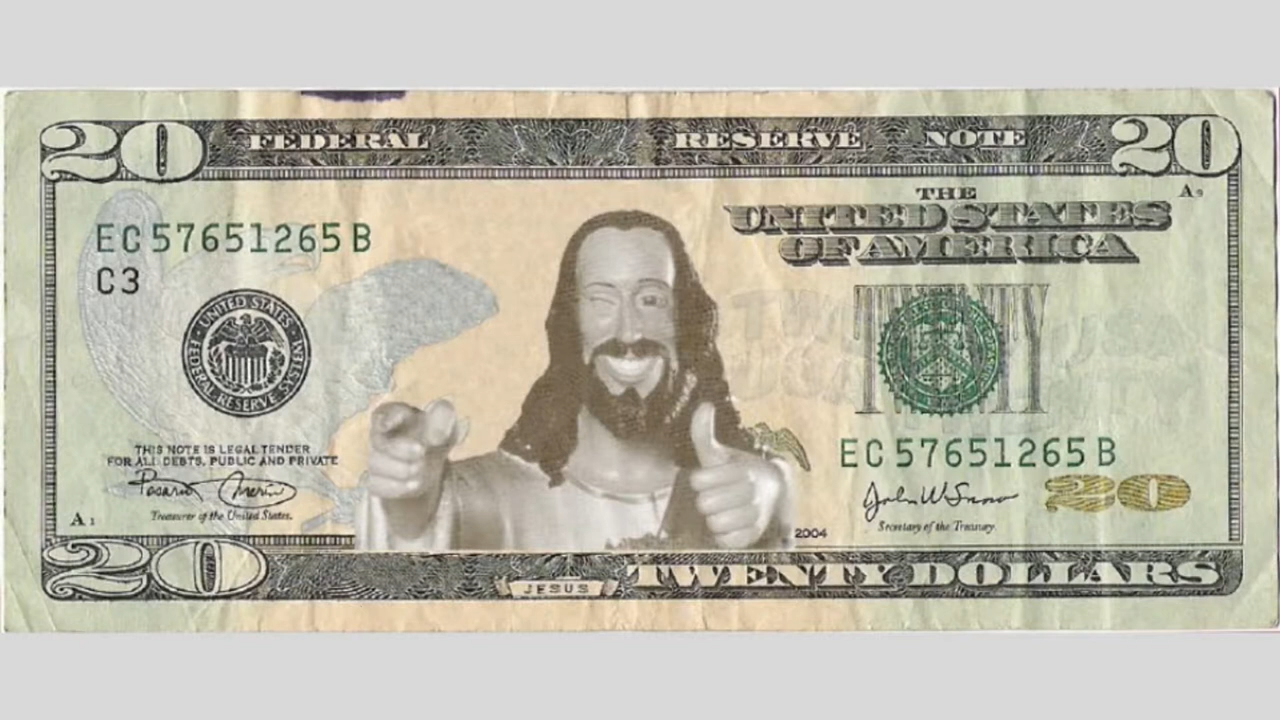 20 FEDERAL RESERVE NOTE 20
THE
UNITED STATES
OF AMERICA
EC 57651265 B
C3
UNITED STATES
FEDERAL RESERVE SYSTEM
THIS NOTE IS LEGAL TENDER
FOR ALL DEBTS, PUBLIC AND PRIVATE
Treasurer of the United States.
A 1
EC 57651265 B
20
Secretary of the Treasury.
2004
20 JESUS TWENTY DOLLARS